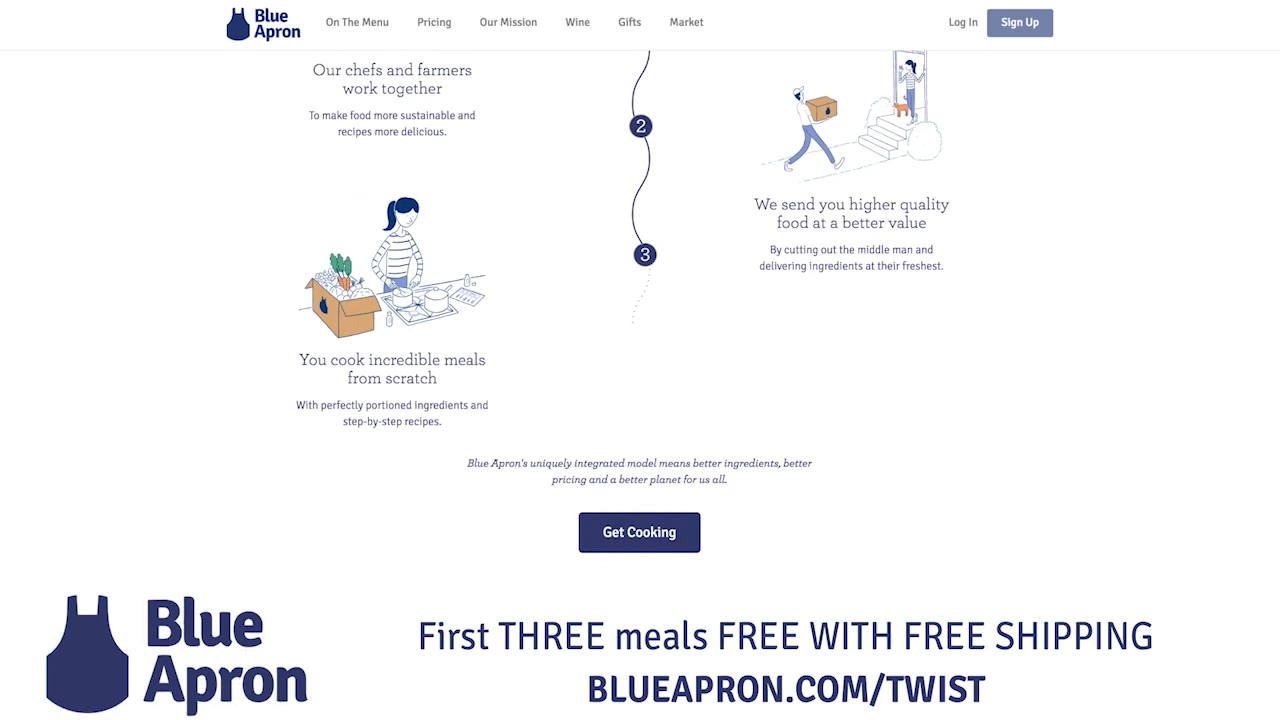 Blue
Apron
On The Menu
Pricing
Our Mission
Wine
Gifts
Market
Log In
Sign Up
Our chefs and farmers
work together
To make food more sustainable and
recipes more delicious.
2
We send you higher quality
food at a better value
By cutting out the middle man and
delivering ingredients at their freshest.
3
You cook incredible meals
from scratch
With perfectly portioned ingredients and
step-by-step recipes.
Blue Apron's uniquely integrated model means better ingredients, better
pricing and a better planet for us all.
Get Cooking
Blue
Apron
First THREE meals FREE WITH FREE SHIPPING
BLUEAPRON.COM/TWIST